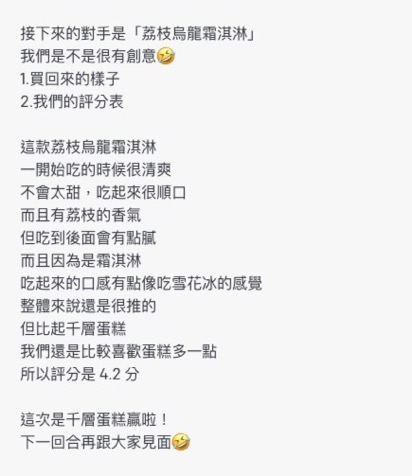 接下來的對手是「荔枝烏龍霜淇淋」
我們是不是很有創意🤣
1.買回來的樣子
2.我們的評分表

這款荔枝烏龍霜淇淋
一開始吃的時候很清爽
不會太甜，吃起來很順口
而且有荔枝的香氣
但吃到後面會有點膩
而且因為是霜淇淋
吃起來的口感有點像吃雪花冰的感覺
整體來說還是很推的
但比起千層蛋糕
我們還是比較喜歡蛋糕多一點
所以評分是 4.2 分

這次是千層蛋糕贏啦！
下一回合再跟大家見面🤣